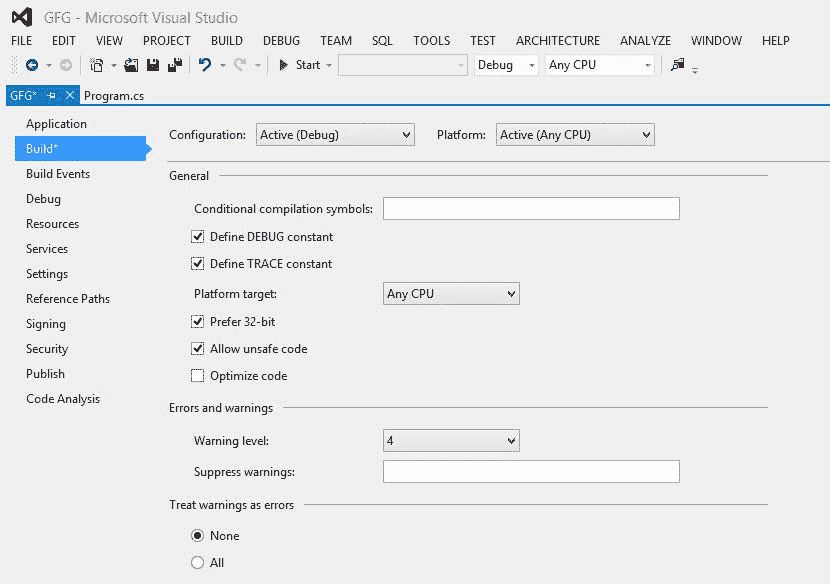 GFG - Microsoft Visual Studio
FILE EDIT VIEW PROJECT BUILD DEBUG TEAM SQL TOOLS TEST ARCHITECTURE ANALYZE WINDOW HELP
Start Debug Any CPU
GFG* Program.cs
Application
Build*
Build Events
Debug
Resources
Services
Settings
Reference Paths
Signing
Security
Publish
Code Analysis
Configuration: Active (Debug) Platform: Active (Any CPU)
General
Conditional compilation symbols:
Define DEBUG constant
Define TRACE constant
Platform target: Any CPU
Prefer 32-bit
Allow unsafe code
Optimize code
Errors and warnings
Warning level: 4
Suppress warnings:
Treat warnings as errors
None
All